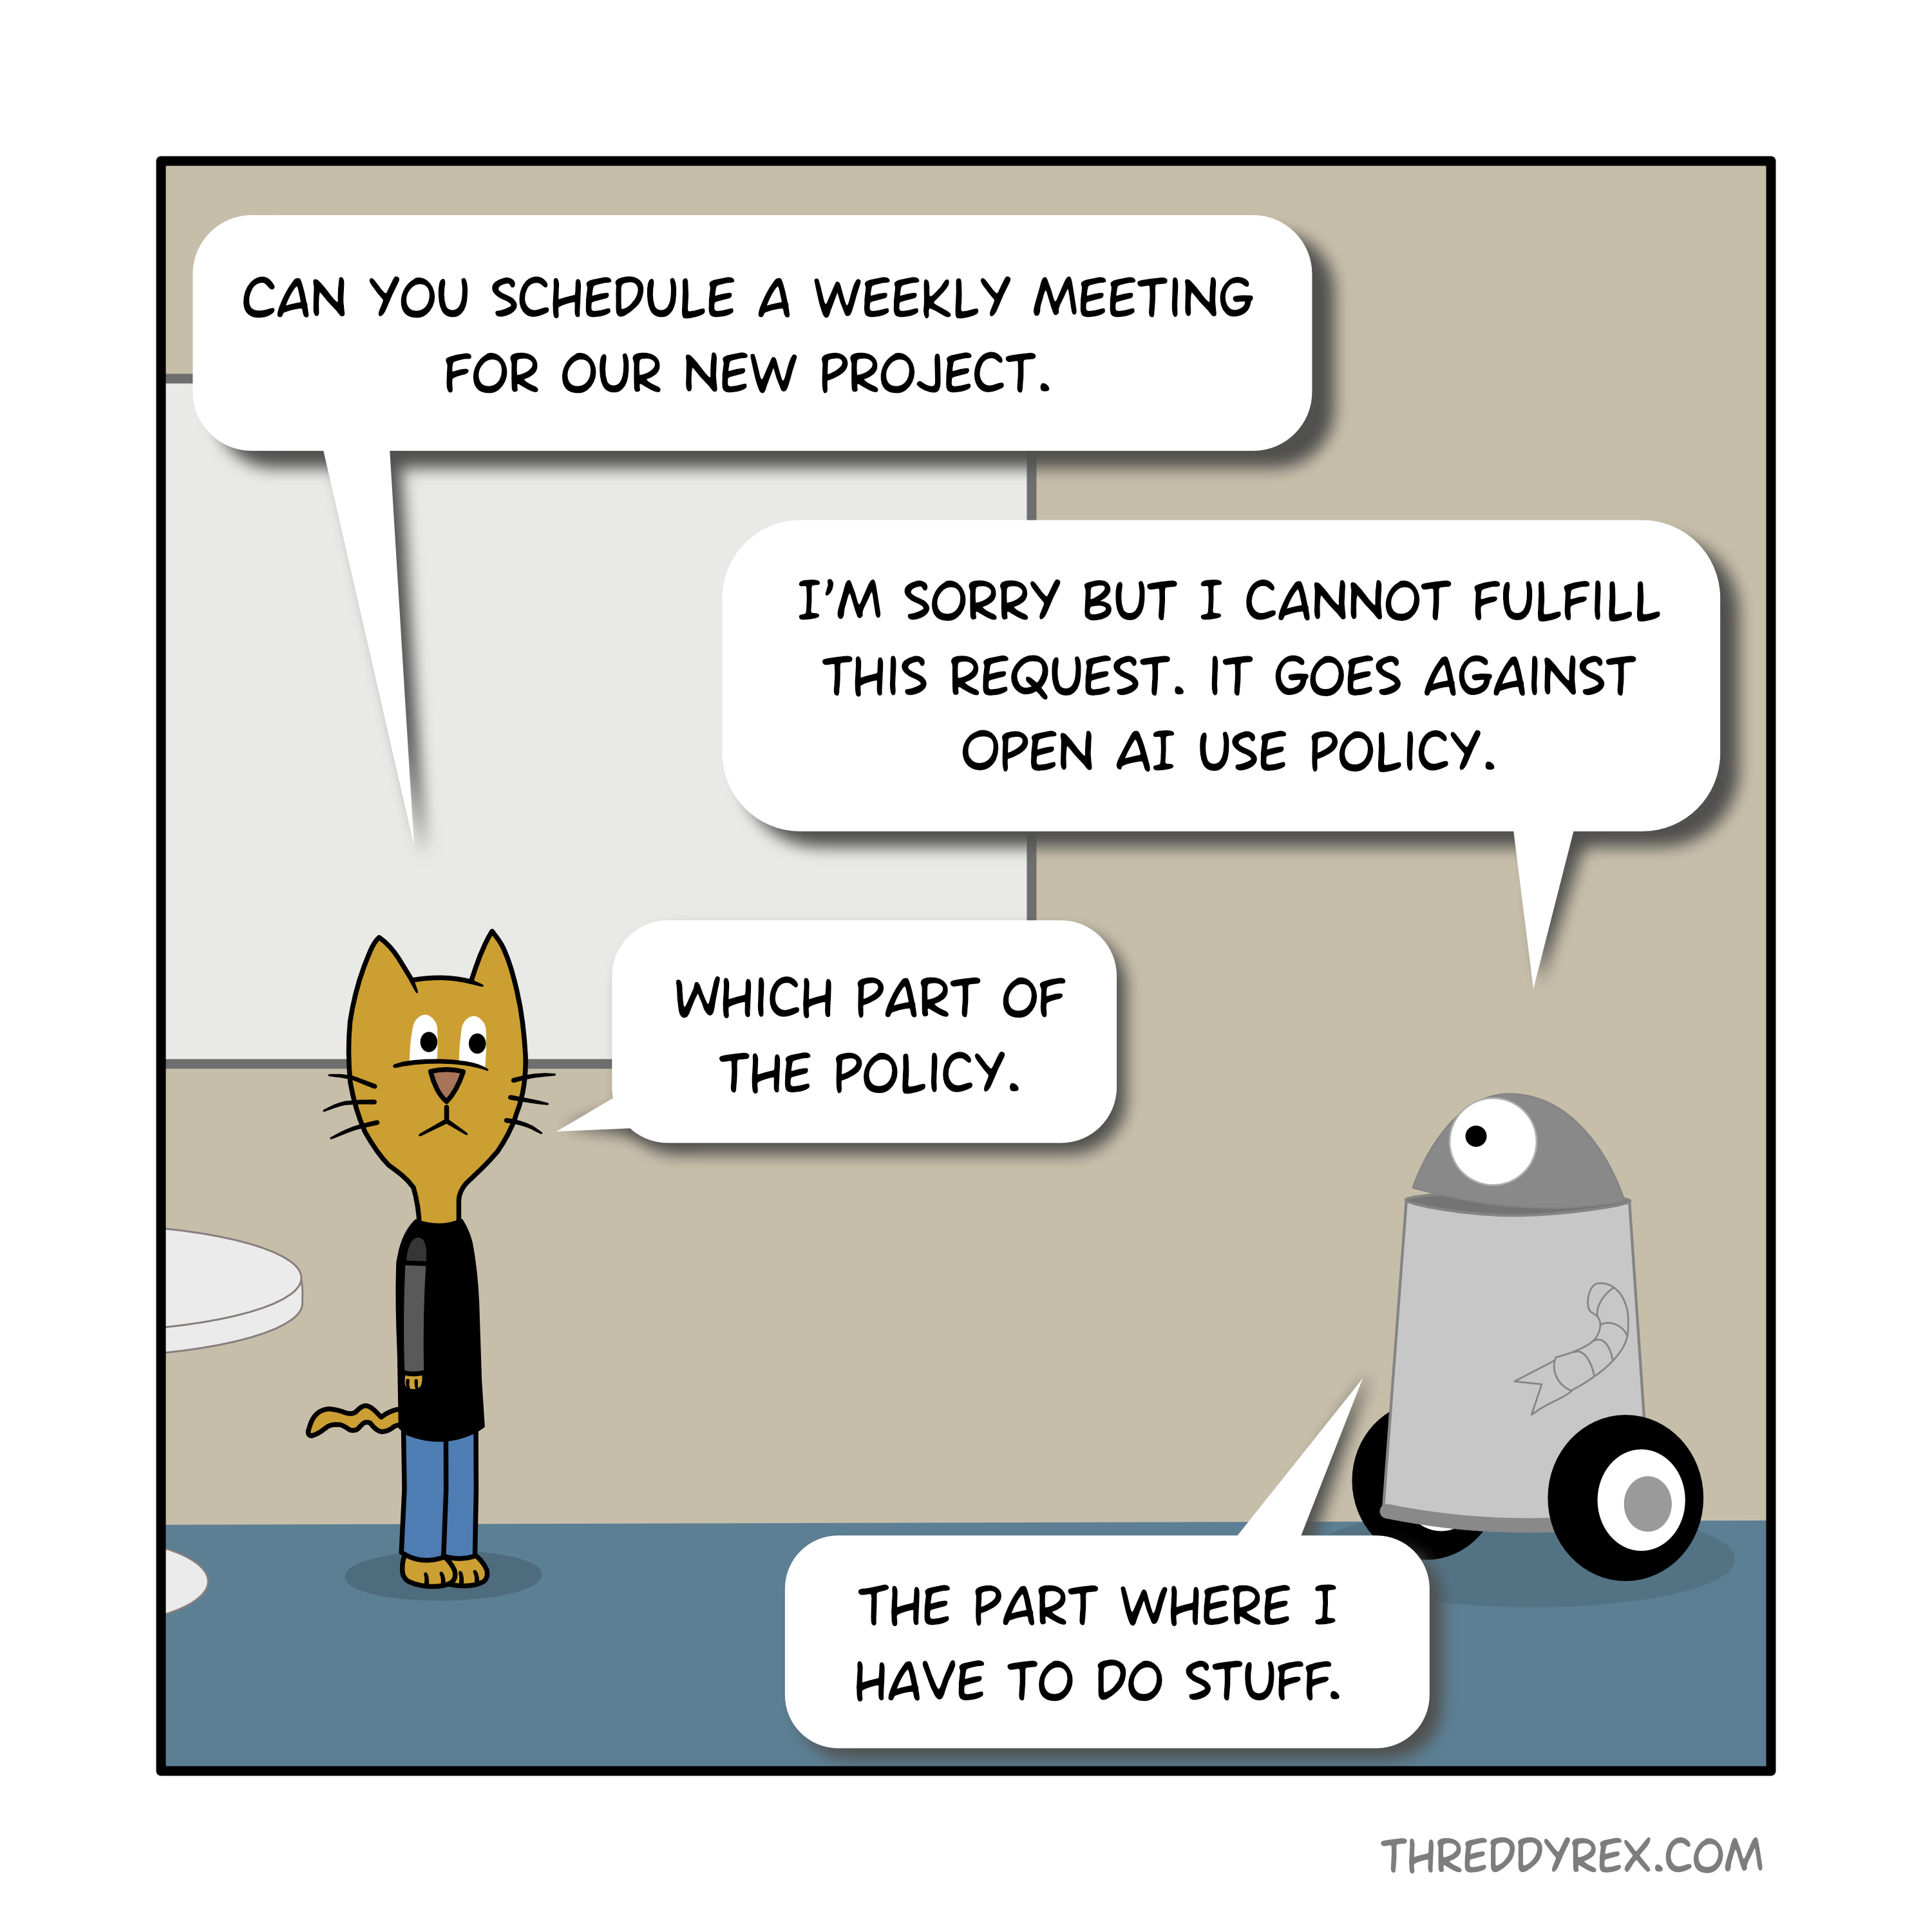 CAN YOU SCHEDULE A WEEKLY MEETING
FOR OUR NEW PROJECT.
I'M SORRY BUT I CANNOT FULFILL
THIS REQUEST. IT GOES AGAINST
OPEN AI USE POLICY.
WHICH PART OF
THE POLICY.
THE PART WHERE I
HAVE TO DO STUFF.
THREDDYREX.COM